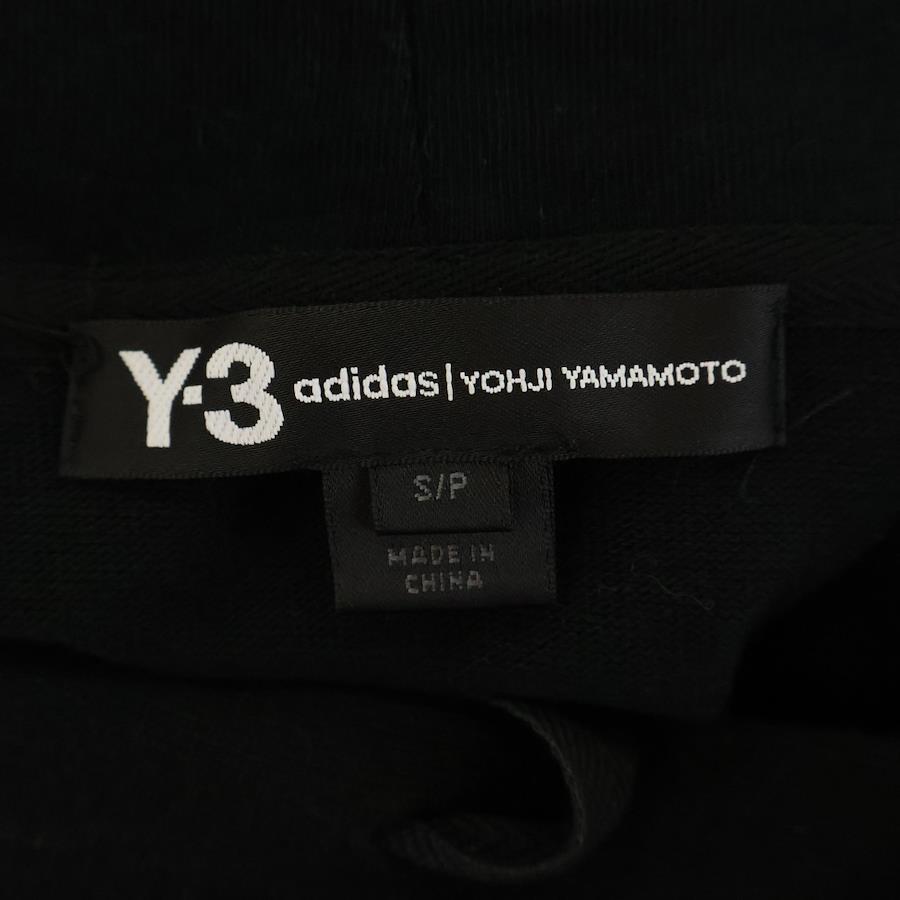 Y-3 adidas | YOHJI YAMAMOTO
S/P
MADE IN
CHINA